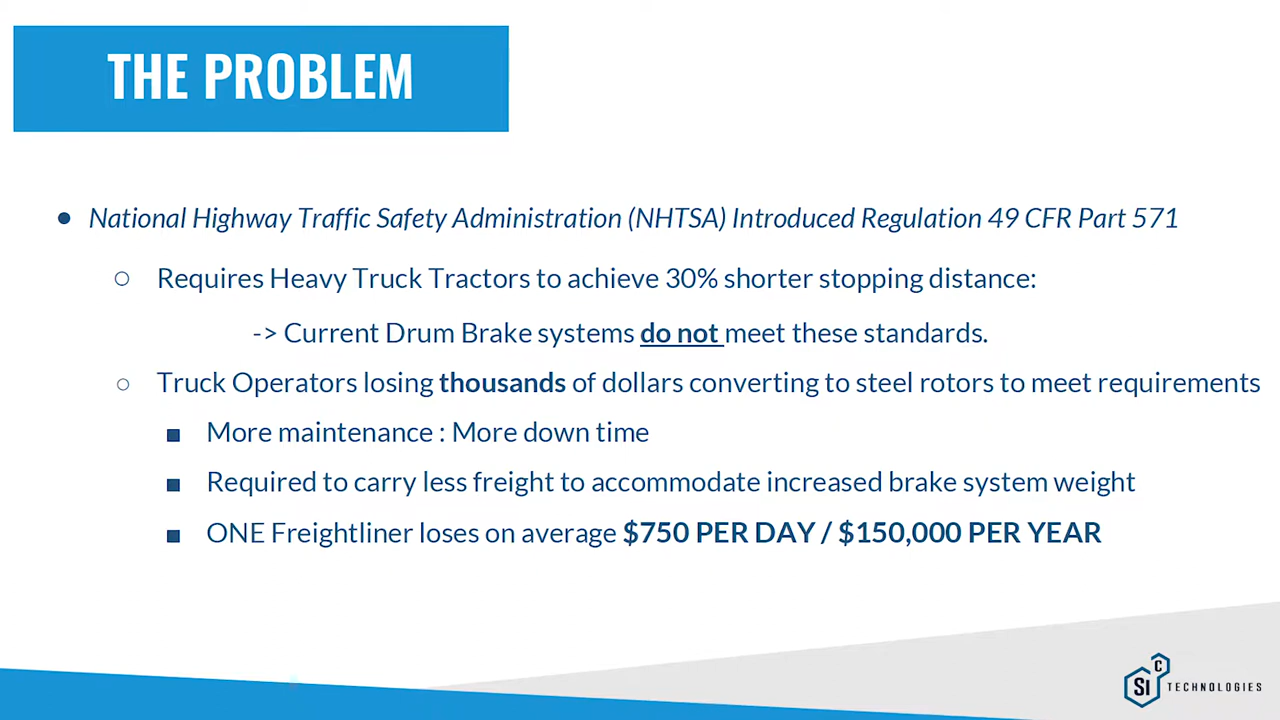 THE PROBLEM
● National Highway Traffic Safety Administration (NHTSA) Introduced Regulation 49 CFR Part 571
○ Requires Heavy Truck Tractors to achieve 30% shorter stopping distance:
-> Current Drum Brake systems do not meet these standards.
○ Truck Operators losing thousands of dollars converting to steel rotors to meet requirements
■ More maintenance : More down time
■ Required to carry less freight to accommodate increased brake system weight
■ ONE Freightliner loses on average $750 PER DAY / $150,000 PER YEAR
Si C TECHNOLOGIES